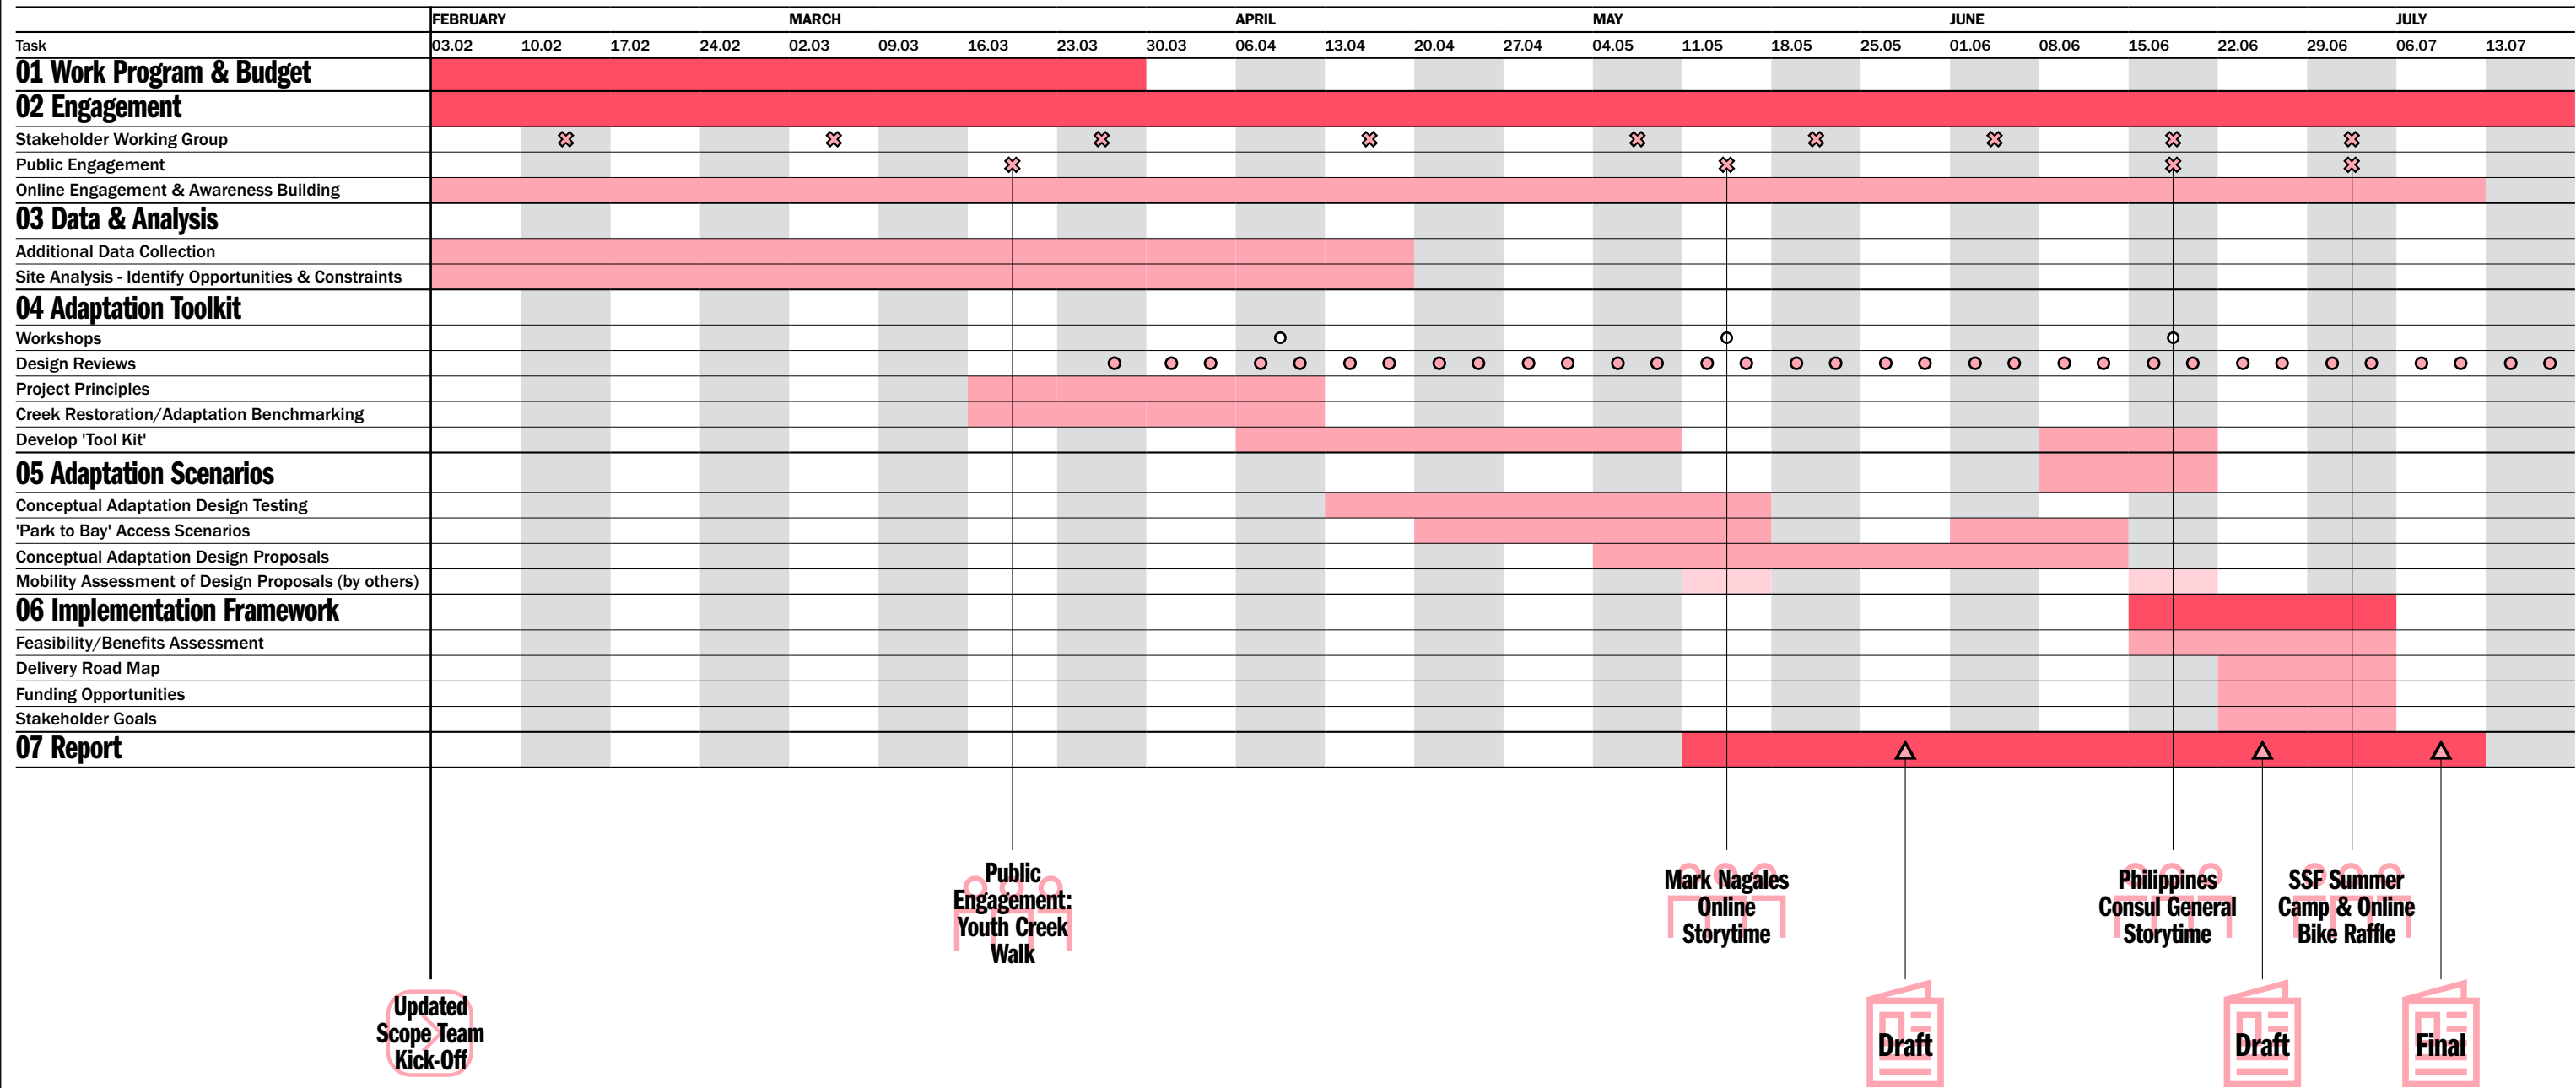 FEBRUARY MARCH APRIL MAY JUNE JULY
Task 03.02 10.02 17.02 24.02 02.03 09.03 16.03 23.03 30.03 06.04 13.04 20.04 27.04 04.05 11.05 18.05 25.05 01.06 08.06 15.06 22.06 29.06 06.07 13.07
01 Work Program & Budget
02 Engagement
Stakeholder Working Group
Public Engagement
Online Engagement & Awareness Building
03 Data & Analysis
Additional Data Collection
Site Analysis - Identify Opportunities & Constraints
04 Adaptation Toolkit
Workshops
Design Reviews
Project Principles
Creek Restoration/Adaptation Benchmarking
Develop 'Tool Kit'
05 Adaptation Scenarios
Conceptual Adaptation Design Testing
'Park to Bay' Access Scenarios
Conceptual Adaptation Design Proposals
Mobility Assessment of Design Proposals (by others)
06 Implementation Framework
Feasibility/Benefits Assessment
Delivery Road Map
Funding Opportunities
Stakeholder Goals
07 Report
Public
Engagement:
Youth Creek
Walk
Mark Nagales
Online
Storytime
Philippines
Consul General
Storytime
SSF Summer
Camp & Online
Bike Raffle
Updated
Scope Team
Kick-Off
Draft
Draft
Final